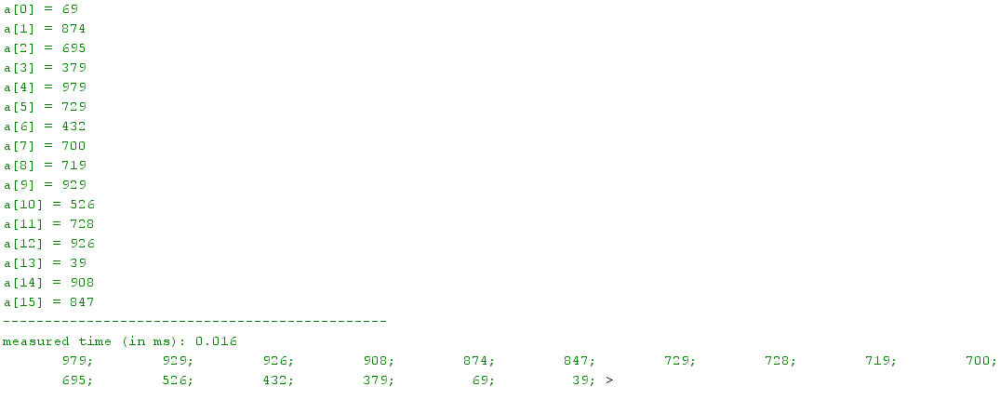 a[0] = 69
a[1] = 874
a[2] = 695
a[3] = 379
a[4] = 979
a[5] = 729
a[6] = 432
a[7] = 700
a[8] = 719
a[9] = 929
a[10] = 526
a[11] = 728
a[12] = 926
a[13] = 39
a[14] = 908
a[15] = 847
----------------------------------------------
measured time (in ms): 0.016
979; 929; 926; 908; 874; 847; 729; 728; 719; 700;
695; 526; 432; 379; 69; 39; >